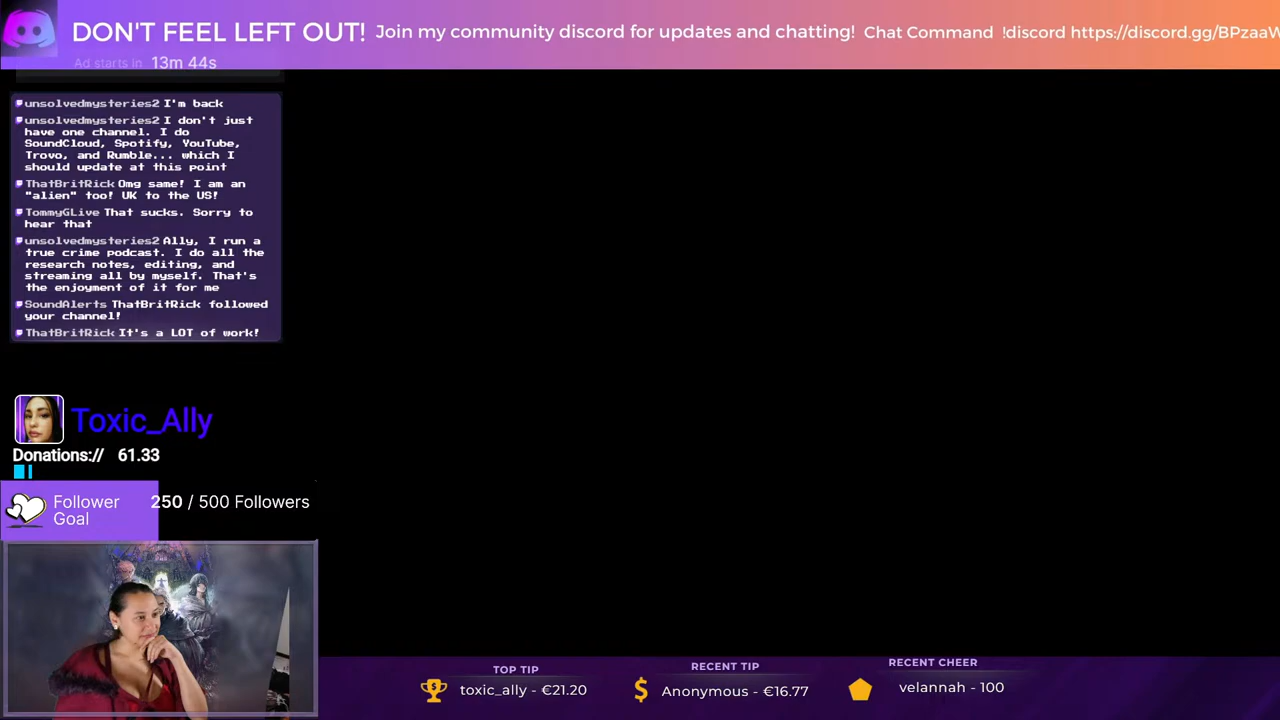 DON'T FEEL LEFT OUT! Join my community discord for updates and chatting! Chat Command !discord https://discord.gg/BPzaaW
Ad starts in 13m 44s
unsolvedmysteries2 I'm back
unsolvedmysteries2 I don't just
have one channel. I do
SoundCloud, Spotify, YouTube,
Trovo, and Rumble... which I
should update at this point
ThatBritRick Omg same! I am an
"alien" too! UK to the US!
TommyGLive That sucks. Sorry to
hear that
unsolvedmysteries2 Ally, I run a
true crime podcast. I do all the
research notes, editing, and
streaming all by myself. That's
the enjoyment of it for me
SoundAlerts ThatBritRick followed
your channel!
ThatBritRick It's a LOT of work!
Toxic_Ally
Donations:// 61.33
Follower
Goal
250 / 500 Followers
TOP TIP
toxic_ally - €21.20
RECENT TIP
Anonymous - €16.77
RECENT CHEER
velannah - 100